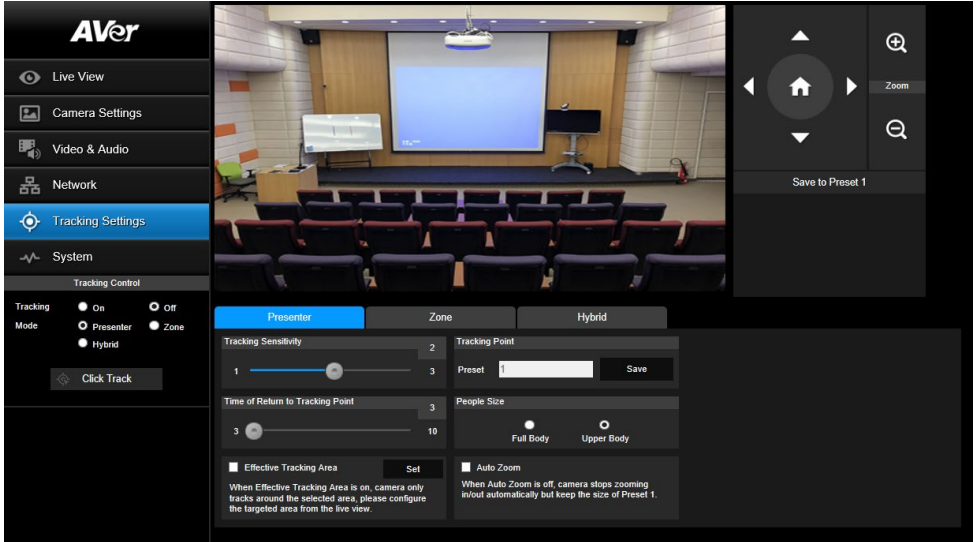 AVer
Live View
Camera Settings
Video & Audio
Network
Tracking Settings
System
Tracking Control
Tracking On Off
Mode Presenter Zone
Hybrid
Click Track
Zoom
Save to Preset 1
Presenter Zone Hybrid
Tracking Sensitivity 2
1 3
Time of Return to Tracking Point 3
3 10
Effective Tracking Area Set
When Effective Tracking Area is on, camera only
tracks around the selected area, please configure
the targeted area from the live view.
Tracking Point
Preset 1 Save
People Size
Full Body Upper Body
Auto Zoom
When Auto Zoom is off, camera stops zooming
in/out automatically but keep the size of Preset 1.